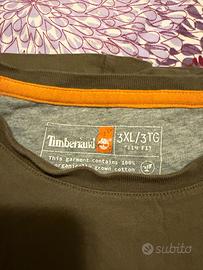 Timberland
3XL/3TG
SLIM FIT
This garment contains 100%
organically grown cotton
subito